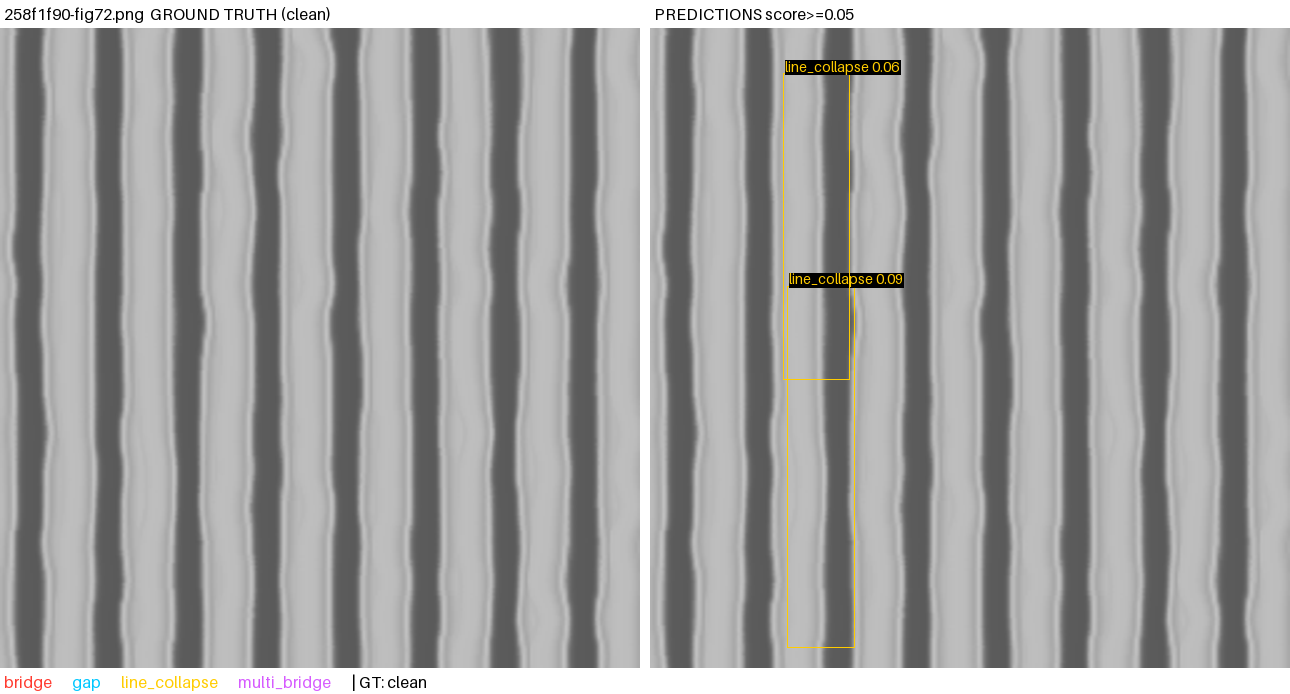 258f1f90-fig72.png GROUND TRUTH (clean)
PREDICTIONS score>=0.05
line_collapse 0.06
line_collapse 0.09
bridge gap line_collapse multi_bridge | GT: clean